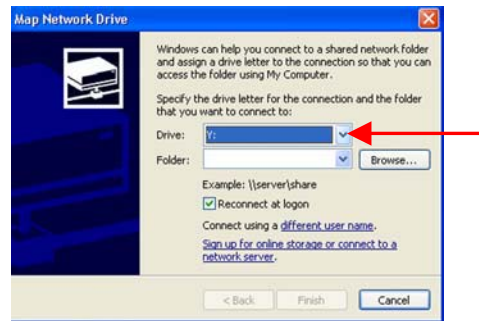 Map Network Drive
Windows can help you connect to a shared network folder
and assign a drive letter to the connection so that you can
access the folder using My Computer.
Specify the drive letter for the connection and the folder
that you want to connect to:
Drive: Y:
Folder: Browse...
Example: \\server\share
Reconnect at logon
Connect using a different user name.
Sign up for online storage or connect to a
network server.
< Back Finish Cancel